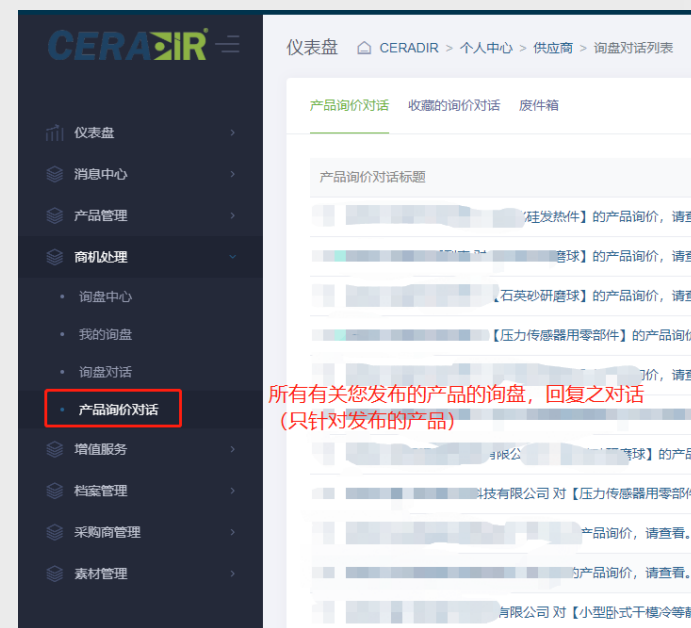 CERADIR
仪表盘 CERADIR > 个人中心 > 供应商 > 询盘对话列表
产品询价对话 收藏的询价对话 废件箱
仪表盘
消息中心
产品管理
商机处理
询盘中心
我的询盘
询盘对话
产品询价对话
增值服务
档案管理
采购商管理
素材管理
产品询价对话标题
硅发热件】的产品询价，请查
磨球】的产品询价，请查
【石英砂研磨球】的产品询价，请查
【压力传感器用零部件】的产品询价
询价，请查
所有有关您发布的产品的询盘，回复之对话
（只针对发布的产品）
有限公 磨球】的产品
科技有限公司 对【压力传感器用零部件
产品询价，请查看。
的产品询价，请查看。
有限公司 对【小型卧式干模冷等静